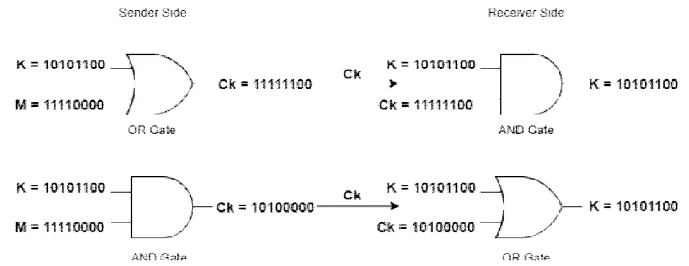 Sender Side
Receiver Side
K = 10101100
M = 11110000
Ck = 11111100
OR Gate
Ck
K = 10101100
Ck = 11111100
K = 10101100
AND Gate
K = 10101100
M = 11110000
Ck = 10100000
AND Gate
Ck
K = 10101100
Ck = 10100000
K = 10101100
OR Gate